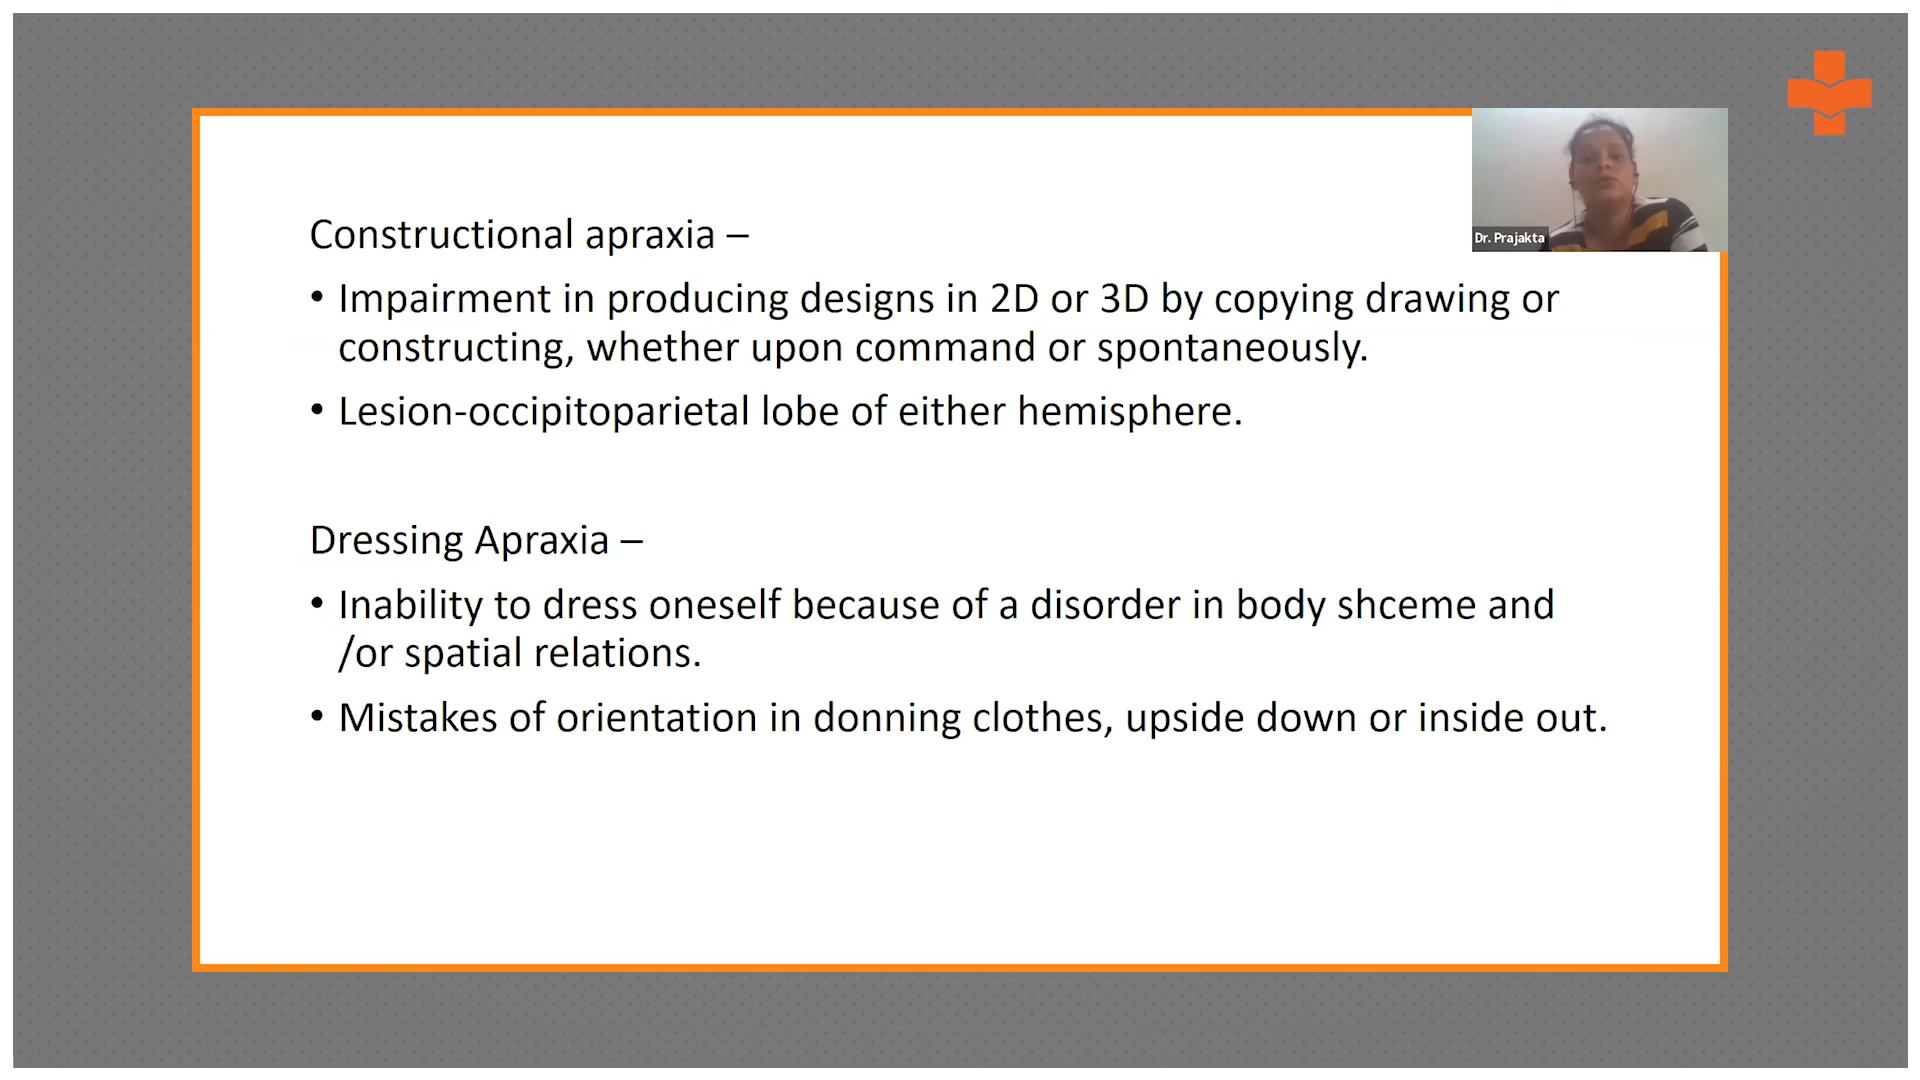 Dr. Prajakta
Constructional apraxia –
• Impairment in producing designs in 2D or 3D by copying drawing or
constructing, whether upon command or spontaneously.
• Lesion-occipitoparietal lobe of either hemisphere.
Dressing Apraxia –
• Inability to dress oneself because of a disorder in body shceme and
/or spatial relations.
• Mistakes of orientation in donning clothes, upside down or inside out.